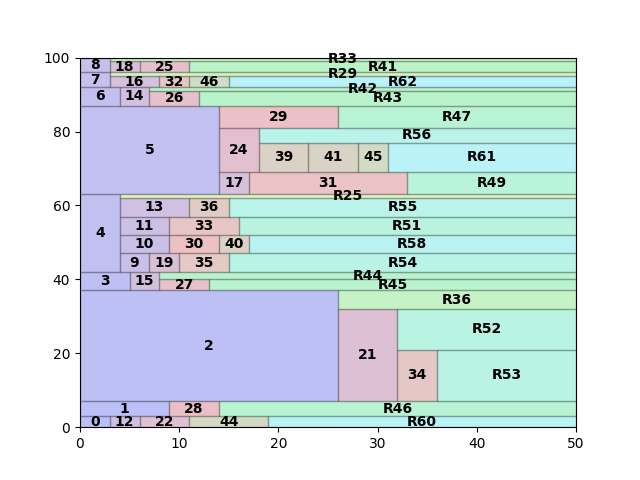 100
R33
8 18 25 R41
R29
7 16 32 46 R62
R42
6 14 26 R43
29 R47
80
R56
5 24
39 41 45 R61
17 31 R49
R25
60
13 36 R55
11 33 R51
4
10 30 40 R58
9 19 35 R54
R44
40
3 15 27 R45
R36
R52
2
21
20
34 R53
1 28 R46
0
0 12 22 44 R60
0 10 20 30 40 50